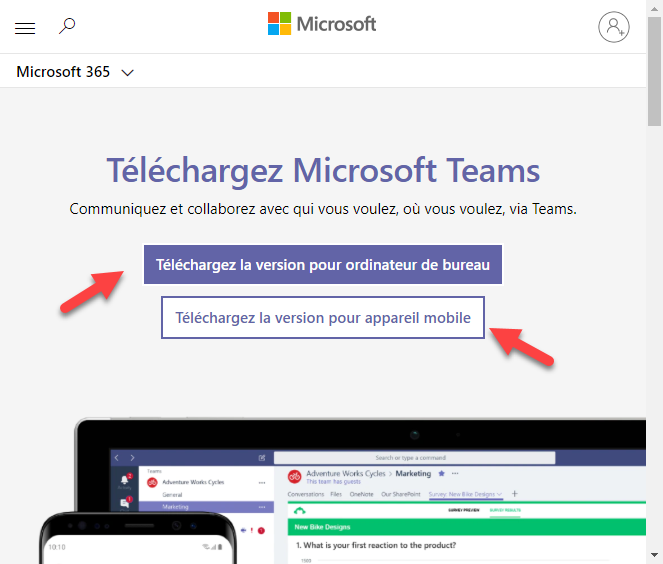 Microsoft
Microsoft 365
Téléchargez Microsoft Teams
Communiquez et collaborez avec qui vous voulez, où vous voulez, via Teams.
Téléchargez la version pour ordinateur de bureau
Téléchargez la version pour appareil mobile
Search or type a command
Teams
Adventure Works Cycles
General
Marketing
Adventure Works Cycles > Marketing
This team has guests
Conversations Files OneNote Our SharePoint Survey: New Bike Designs
SURVEY PREVIEW SURVEY RESULTS
New Bike Designs
1. What is your first reaction to the product?
1500
10:10